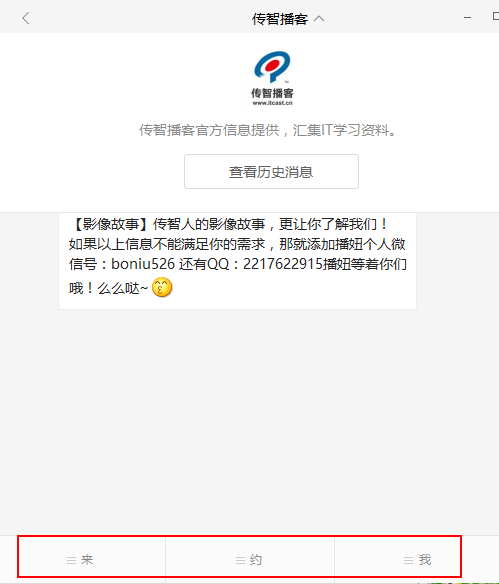 传智播客
传智播客
www.itcast.cn
传智播客官方信息提供，汇集IT学习资料。
查看历史消息
【影像故事】传智人的影像故事，更让你了解我们！
如果以上信息不能满足你的需求，那就添加播妞个人微
信号：boniu526 还有QQ：2217622915播妞等着你们
哦！么么哒~
来
约
我